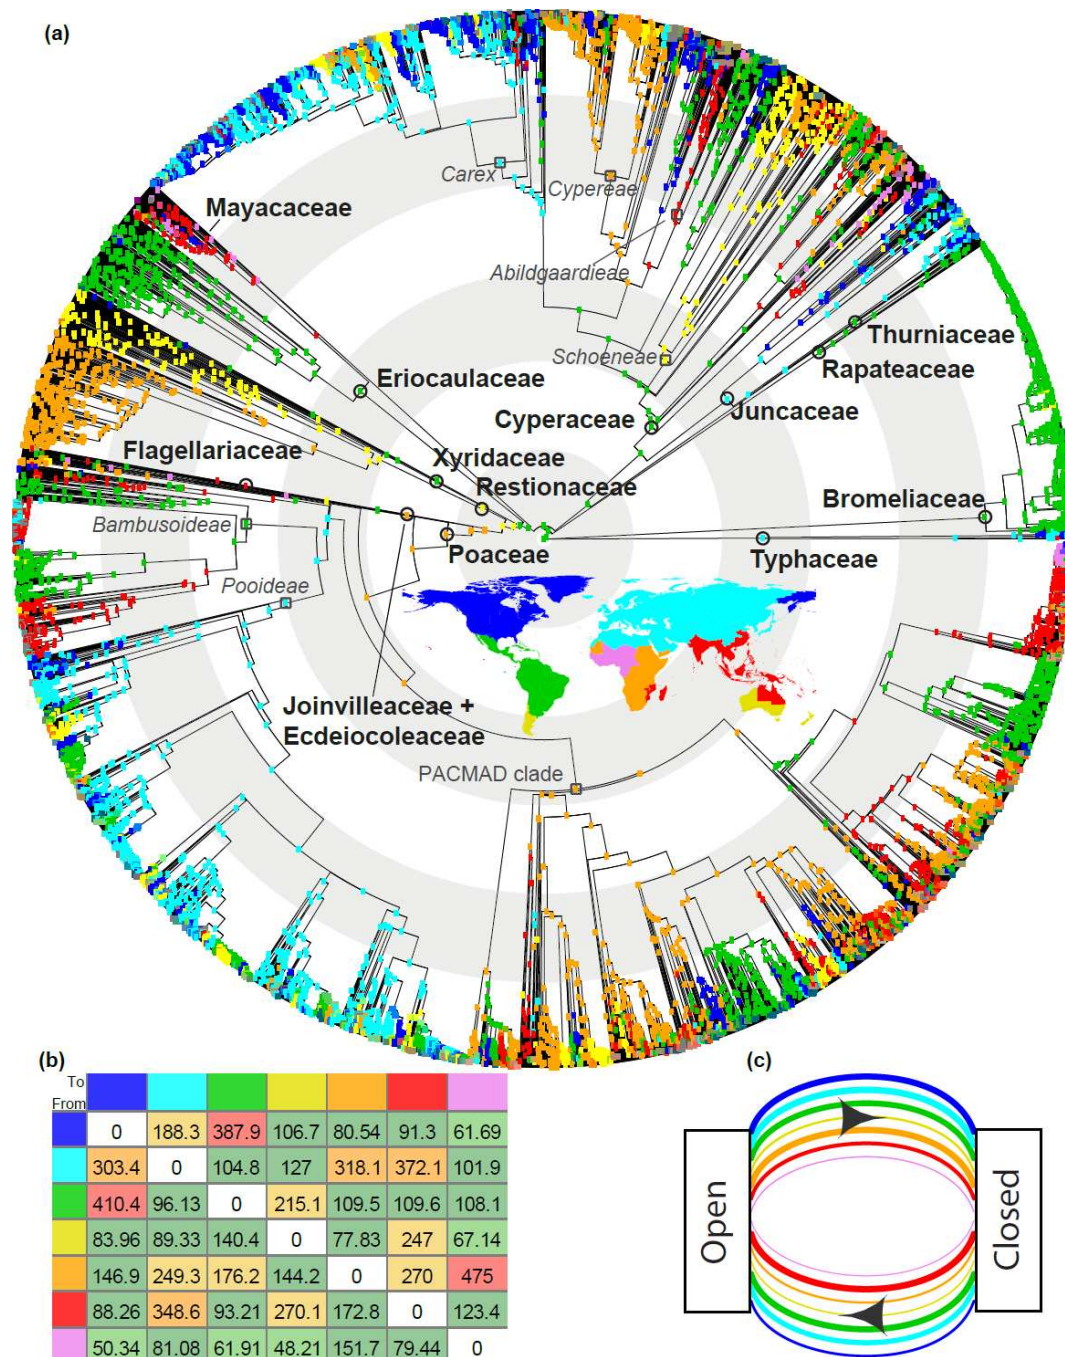 (a)
Carex
Cypereae
Mayacaceae
Abildgaardieae
Schoeneae
Thurniaceae
Rapateaceae
Eriocaulaceae
Juncaceae
Cyperaceae
Flagellariaceae
Xyridaceae
Restionaceae
Bromeliaceae
Bambusoideae
Poaceae
Typhaceae
Pooideae
Joinvilleaceae +
Ecdeiocoleaceae
PACMAD clade
(b)
To
From
0 188.3 387.9 106.7 80.54 91.3 61.69
303.4 0 104.8 127 318.1 372.1 101.9
410.4 96.13 0 215.1 109.5 109.6 108.1
83.96 89.33 140.4 0 77.83 247 67.14
146.9 249.3 176.2 144.2 0 270 475
88.26 348.6 93.21 270.1 172.8 0 123.4
50.34 81.08 61.91 48.21 151.7 79.44 0
(c)
Open
Closed